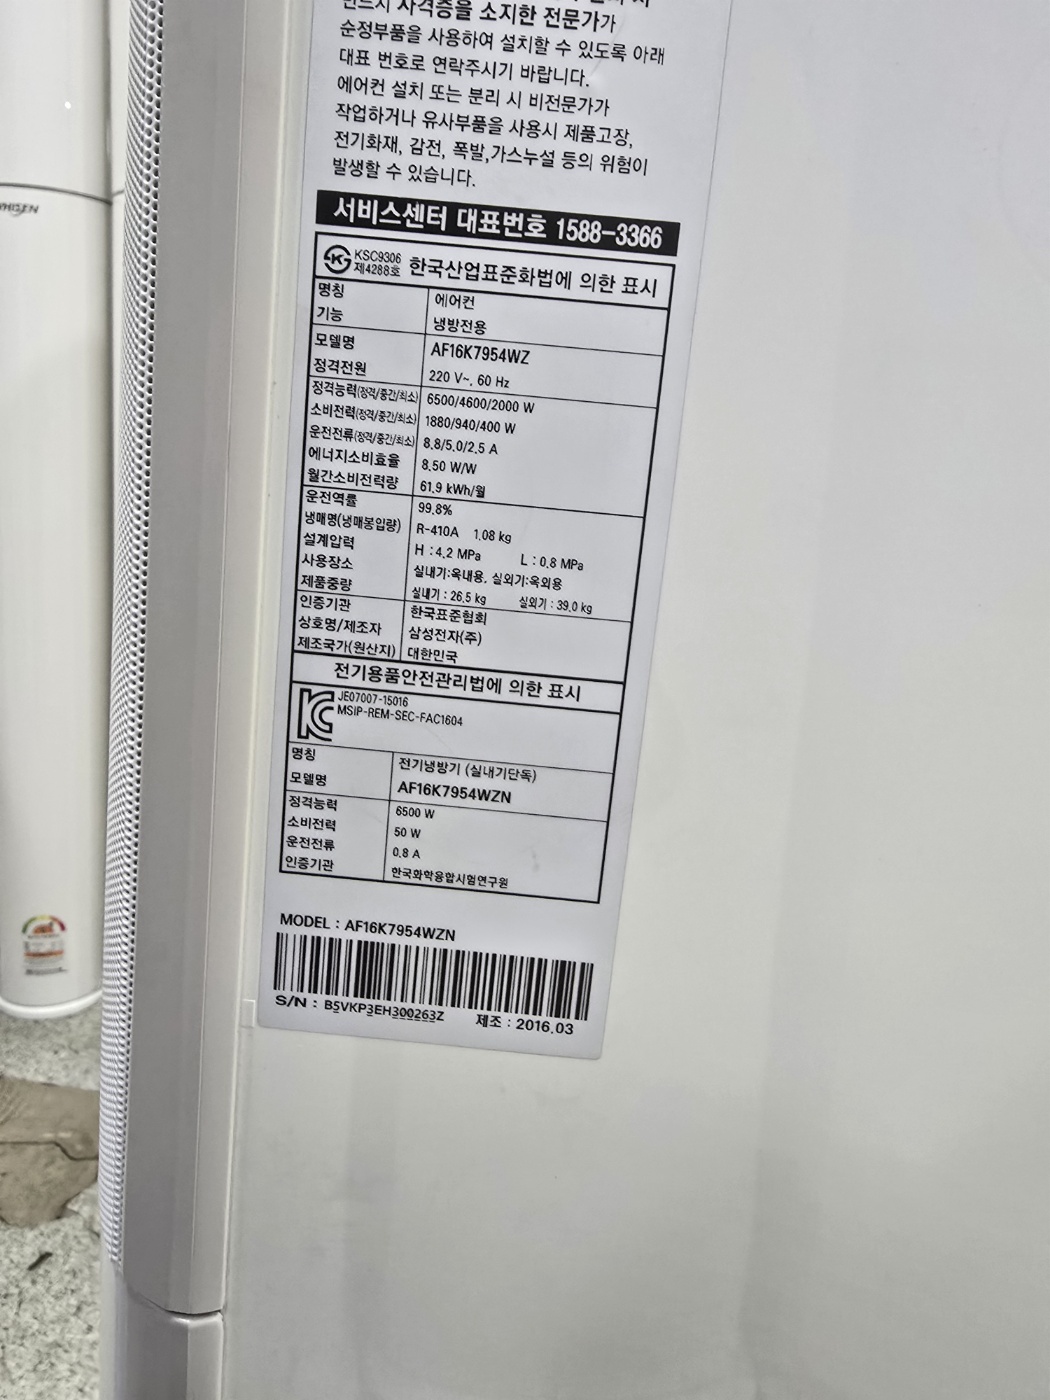 자격증을 소지한 전문가가
순정부품을 사용하여 설치할 수 있도록 아래
대표 번호로 연락주시기 바랍니다.
에어컨 설치 또는 분리 시 비전문가가
작업하거나 유사부품을 사용시 제품고장,
전기화재, 감전, 폭발,가스누설 등의 위험이
발생할 수 있습니다.
서비스센터 대표번호 1588-3366
KSC9306
제4288호 한국산업표준화법에 의한 표시
명칭 에어컨
기능 냉방전용
모델명 AF16K7954WZ
정격전원 220 V~, 60 Hz
정격능력(정격/중간/최소) 6500/4600/2000 W
소비전력(정격/중간/최소) 1880/940/400 W
운전전류(정격/중간/최소) 8.8/5.0/2.5 A
에너지소비효율 8.50 W/W
월간소비전력량 61.9 kWh/월
운전역률 99.8%
냉매명(냉매봉입량) R-410A 1.08 kg
설계압력 H : 4.2 MPa L : 0.8 MPa
사용장소 실내기:옥내용, 실외기:옥외용
제품중량 실내기 : 26.5 kg 실외기 : 39.0 kg
인증기관 한국표준협회
상호명/제조자 삼성전자(주)
제조국가(원산지) 대한민국
전기용품안전관리법에 의한 표시
JE07007-15016
MSIP-REM-SEC-FAC1604
명칭 전기냉방기 (실내기단독)
모델명 AF16K7954WZN
정격능력 6500 W
소비전력 50 W
운전전류 0.8 A
인증기관 한국화학융합시험연구원
MODEL : AF16K7954WZN
S/N : B5VKP3EH300263Z 제조 : 2016.03